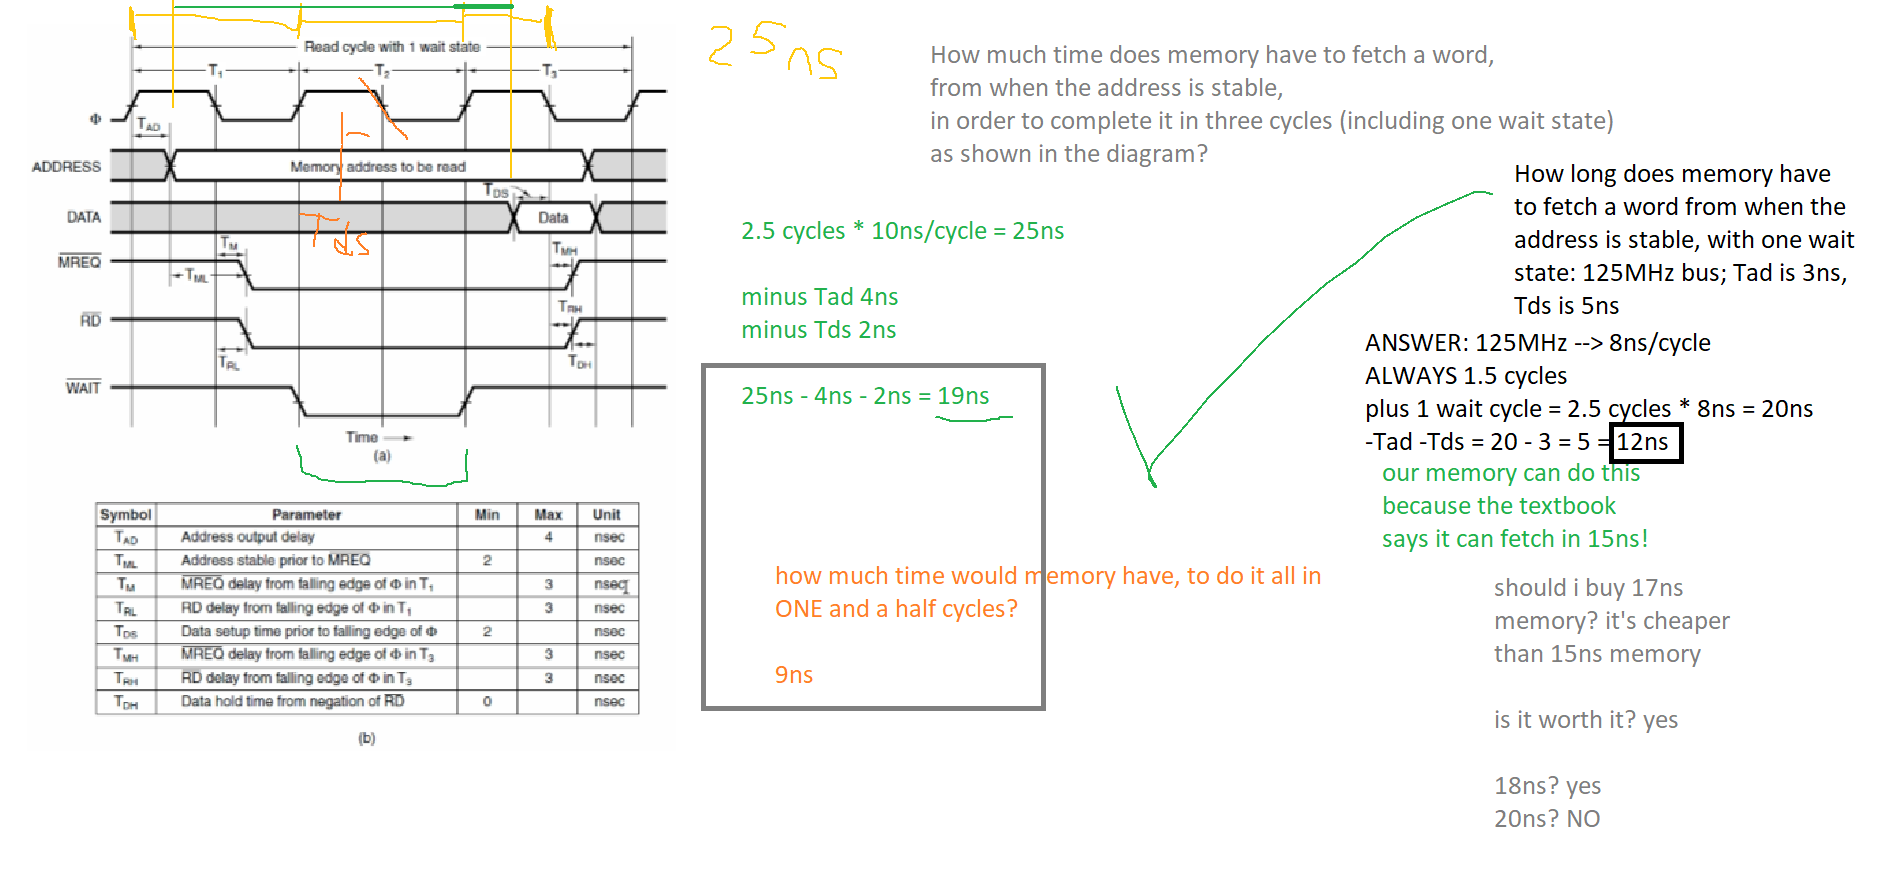 25ns
Read cycle with 1 wait state
T1 T2 T3
Φ
TAD
ADDRESS
Memory address to be read
TDS
DATA
Data
Tds
TM
TMH
MREQ
TML
RD
TRH
TRL
TDH
WAIT
Time
(a)
Symbol Parameter Min Max Unit
TAD Address output delay 4 nsec
TML Address stable prior to MREQ 2 nsec
TM MREQ delay from falling edge of Φ in T1 3 nsec
TRL RD delay from falling edge of Φ in T1 3 nsec
TDS Data setup time prior to falling edge of Φ 2 nsec
TMH MREQ delay from falling edge of Φ in T3 3 nsec
TRH RD delay from falling edge of Φ in T3 3 nsec
TDH Data hold time from negation of RD 0 nsec
(b)
How much time does memory have to fetch a word,
from when the address is stable,
in order to complete it in three cycles (including one wait state)
as shown in the diagram?
2.5 cycles * 10ns/cycle = 25ns
minus Tad 4ns
minus Tds 2ns
25ns - 4ns - 2ns = 19ns
how much time would memory have, to do it all in
ONE and a half cycles?
9ns
How long does memory have
to fetch a word from when the
address is stable, with one wait
state: 125MHz bus; Tad is 3ns,
Tds is 5ns
ANSWER: 125MHz --> 8ns/cycle
ALWAYS 1.5 cycles
plus 1 wait cycle = 2.5 cycles * 8ns = 20ns
-Tad -Tds = 20 - 3 = 5 = 12ns
our memory can do this
because the textbook
says it can fetch in 15ns!
should i buy 17ns
memory? it's cheaper
than 15ns memory
is it worth it? yes
18ns? yes
20ns? NO